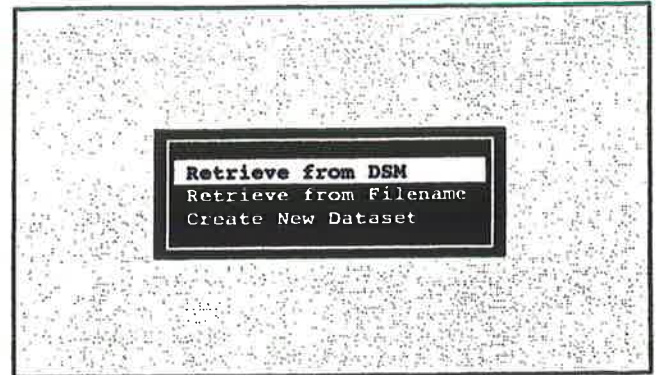 Retrieve from DSM
Retrieve from Filename
Create New Dataset